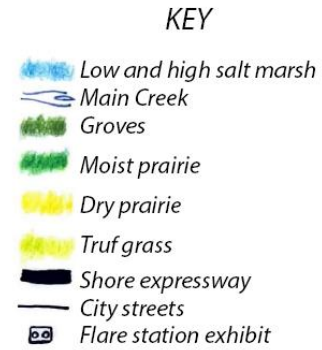 KEY
Low and high salt marsh
Main Creek
Groves
Moist prairie
Dry prairie
Truf grass
Shore expressway
City streets
Flare station exhibit